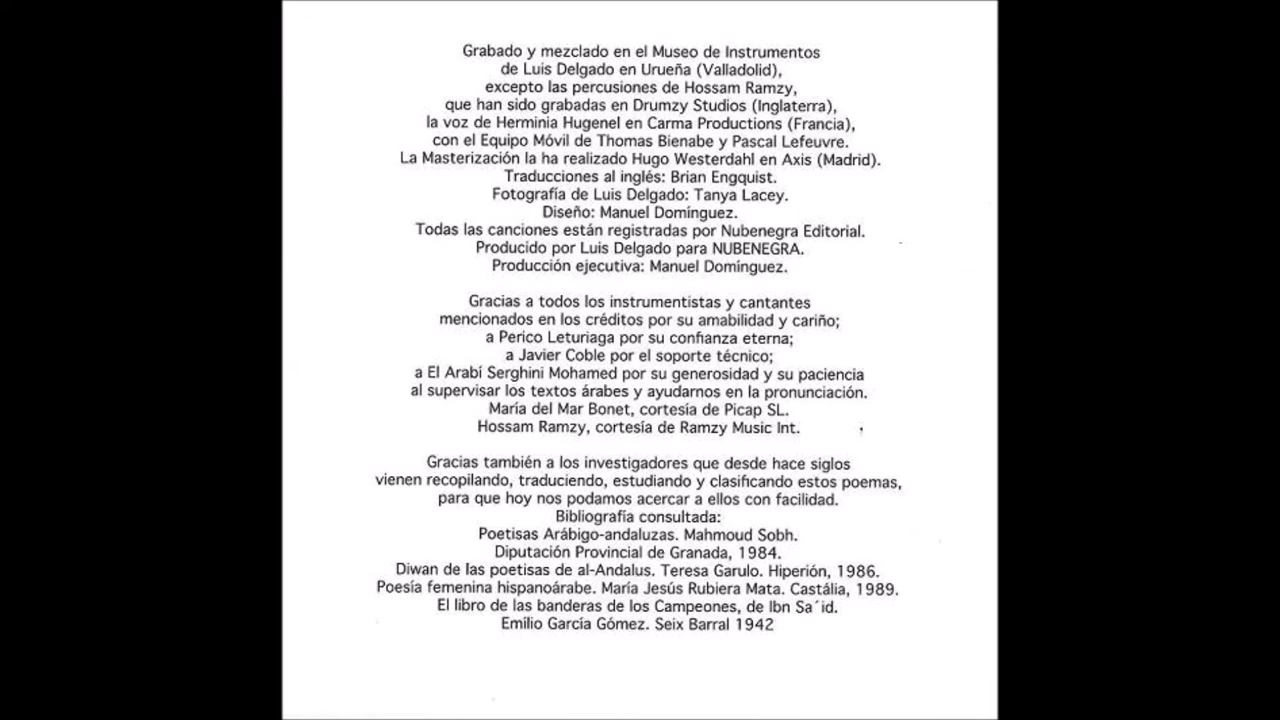 Grabado y mezclado en el Museo de Instrumentos
de Luis Delgado en Urueña (Valladolid),
excepto las percusiones de Hossam Ramzy,
que han sido grabadas en Drumzy Studios (Inglaterra),
la voz de Herminia Hugenel en Carma Productions (Francia),
con el Equipo Móvil de Thomas Bienabe y Pascal Lefeuvre.
La Masterización la ha realizado Hugo Westerdahl en Axis (Madrid).
Traducciones al inglés: Brian Engquist.
Fotografía de Luis Delgado: Tanya Lacey.
Diseño: Manuel Domínguez.
Todas las canciones están registradas por Nubenegra Editorial.
Producido por Luis Delgado para NUBENEGRA.
Producción ejecutiva: Manuel Domínguez.
Gracias a todos los instrumentistas y cantantes
mencionados en los créditos por su amabilidad y cariño;
a Perico Leturiaga por su confianza eterna;
a Javier Coble por el soporte técnico;
a El Arabí Serghini Mohamed por su generosidad y su paciencia
al supervisar los textos árabes y ayudarnos en la pronunciación.
María del Mar Bonet, cortesía de Picap SL.
Hossam Ramzy, cortesía de Ramzy Music Int.
Gracias también a los investigadores que desde hace siglos
vienen recopilando, traduciendo, estudiando y clasificando estos poemas,
para que hoy nos podamos acercar a ellos con facilidad.
Bibliografía consultada:
Poetisas Arábigo-andaluzas. Mahmoud Sobh.
Diputación Provincial de Granada, 1984.
Diwan de las poetisas de al-Andalus. Teresa Garulo. Hiperión, 1986.
Poesía femenina hispanoárabe. María Jesús Rubiera Mata. Castália, 1989.
El libro de las banderas de los Campeones, de Ibn Sa´id.
Emilio García Gómez. Seix Barral 1942